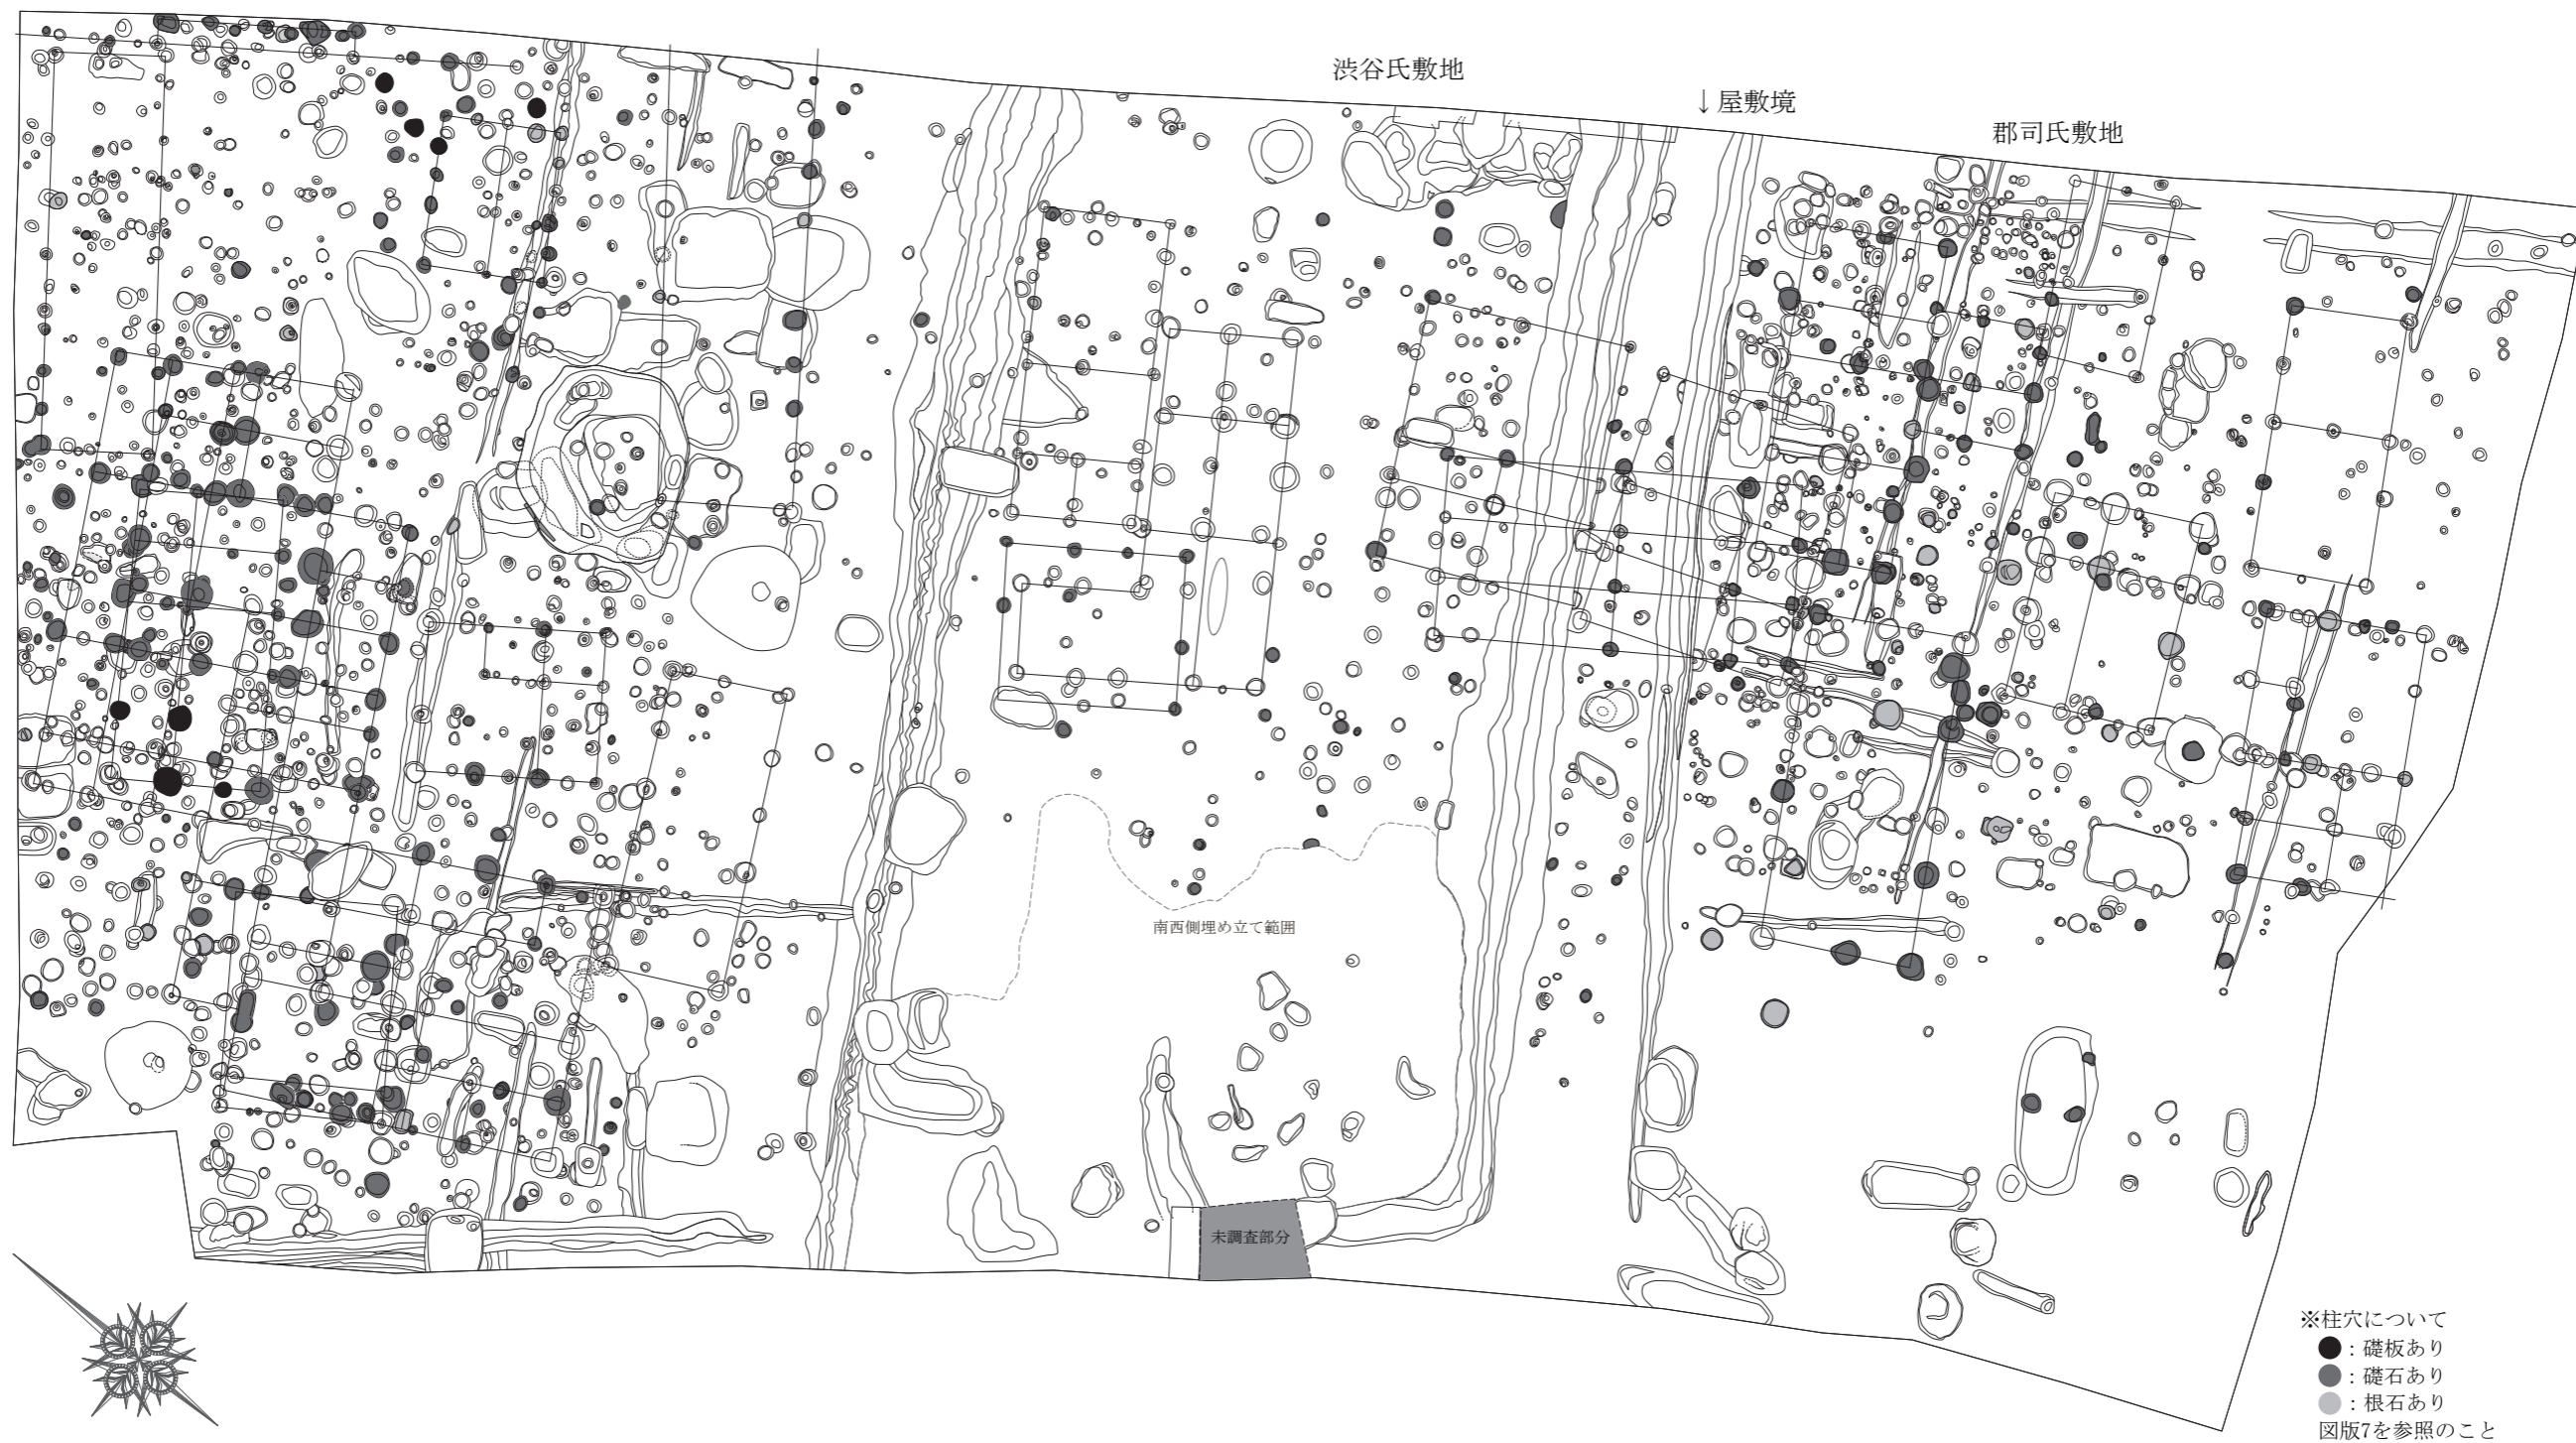 渋谷氏敷地
↓屋敷境
郡司氏敷地
南西側埋め立て範囲
未調査部分
※柱穴について
●：礎板あり
●：礎石あり
●：根石あり
図版7を参照のこと